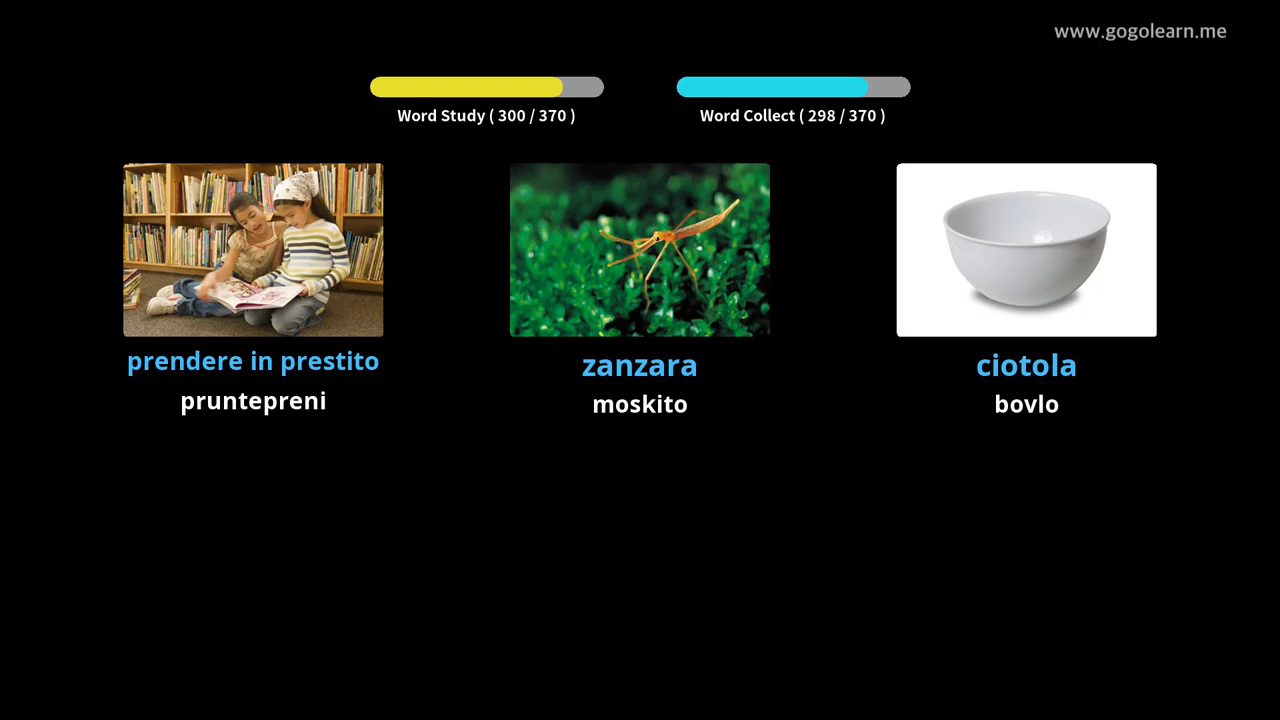 www.gogolearn.me
Word Study ( 300 / 370 )
Word Collect ( 298 / 370 )
prendere in prestito
pruntepreni
zanzara
moskito
ciotola
bovlo